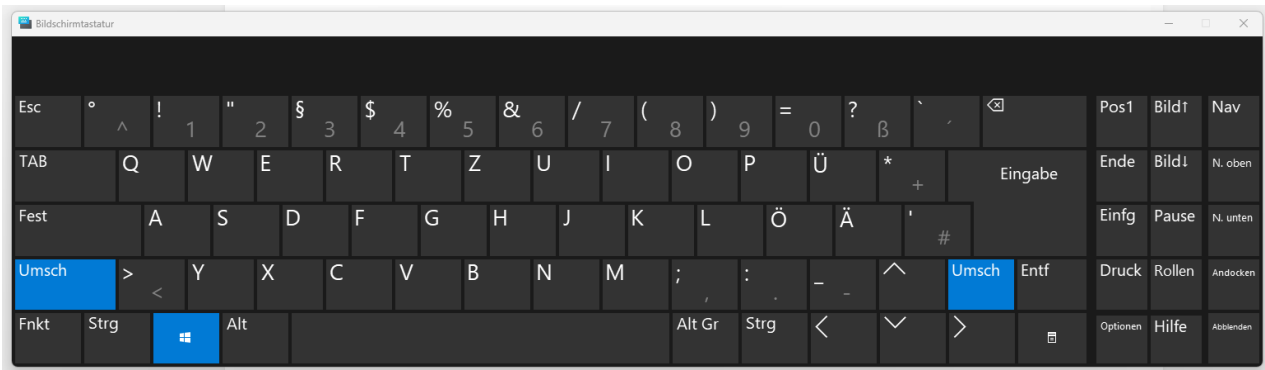 Bildschirmtastatur
Esc ° ^ ! 1 " 2 § 3 $ 4 % 5 & 6 / 7 ( 8 ) 9 = 0 ? ß ` ´ Pos1 Bild↑ Nav
TAB Q W E R T Z U I O P Ü * + Eingabe Ende Bild↓ N. oben
Fest A S D F G H J K L Ö Ä ' # Einfg Pause N. unten
Umsch > < Y X C V B N M ; , : . _ - Umsch Entf Druck Rollen Andocken
Fnkt Strg Alt Alt Gr Strg Optionen Hilfe Abblenden